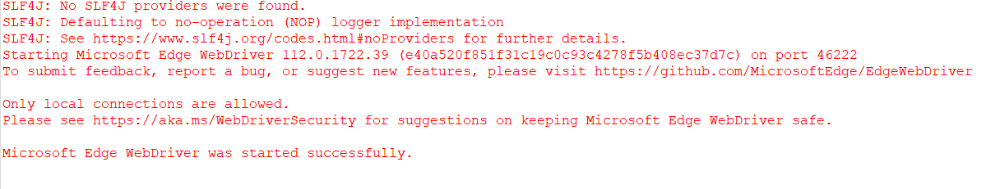 SLF4J: No SLF4J providers were found.
SLF4J: Defaulting to no-operation (NOP) logger implementation
SLF4J: See https://www.slf4j.org/codes.html#noProviders for further details.
Starting Microsoft Edge WebDriver 112.0.1722.39 (e40a520f851f31c19c0c93c4278f5b408ec37d7c) on port 46222
To submit feedback, report a bug, or suggest new features, please visit https://github.com/MicrosoftEdge/EdgeWebDriver
Only local connections are allowed.
Please see https://aka.ms/WebDriverSecurity for suggestions on keeping Microsoft Edge WebDriver safe.
Microsoft Edge WebDriver was started successfully.